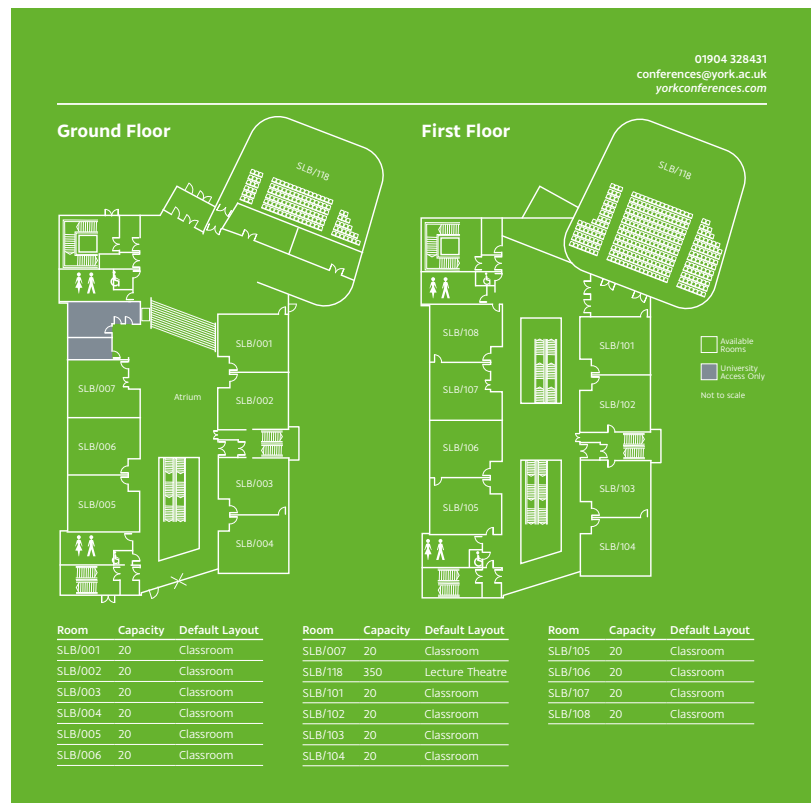 01904 328431
conferences@york.ac.uk
yorkconferences.com
Ground Floor
SLB/118
SLB/001
SLB/007
Atrium
SLB/002
SLB/006
SLB/003
SLB/005
SLB/004
First Floor
SLB/118
SLB/108
SLB/101
SLB/107
SLB/102
SLB/106
SLB/103
SLB/105
SLB/104
Available
Rooms
University
Access Only
Not to scale
Room Capacity Default Layout
SLB/001 20 Classroom
SLB/002 20 Classroom
SLB/003 20 Classroom
SLB/004 20 Classroom
SLB/005 20 Classroom
SLB/006 20 Classroom
Room Capacity Default Layout
SLB/007 20 Classroom
SLB/118 350 Lecture Theatre
SLB/101 20 Classroom
SLB/102 20 Classroom
SLB/103 20 Classroom
SLB/104 20 Classroom
Room Capacity Default Layout
SLB/105 20 Classroom
SLB/106 20 Classroom
SLB/107 20 Classroom
SLB/108 20 Classroom